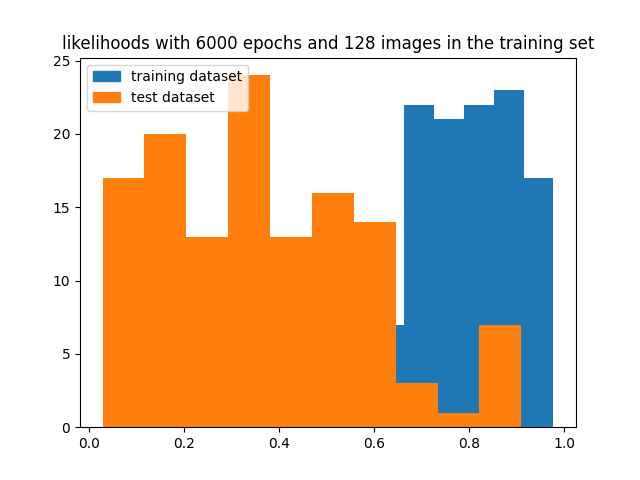 likelihoods with 6000 epochs and 128 images in the training set
training dataset
test dataset
25
20
15
10
5
0
0.0 0.2 0.4 0.6 0.8 1.0